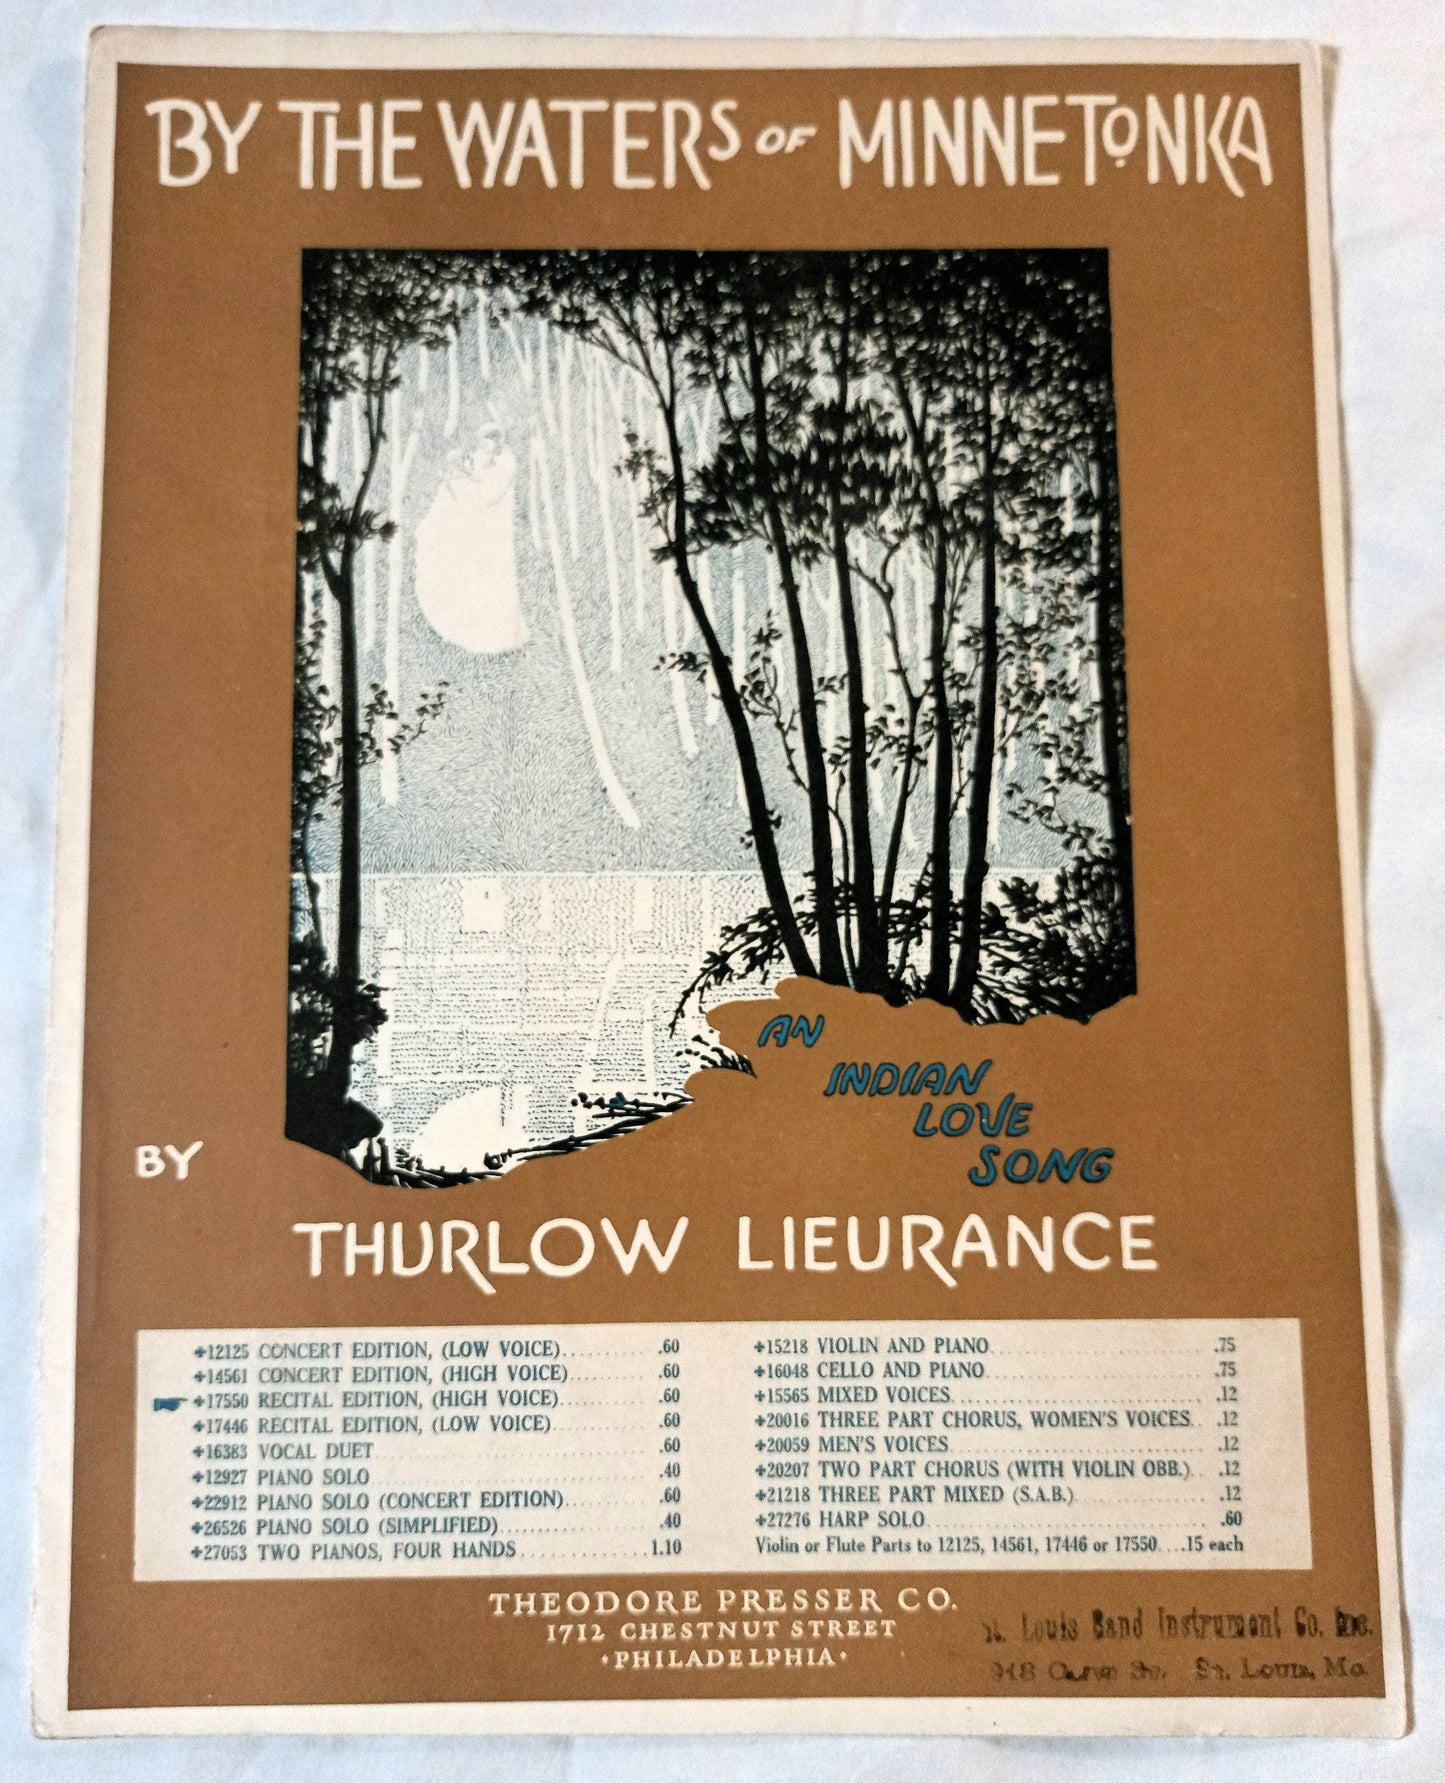 BY THE WATERS OF MINNETONKA
AN
INDIAN
LOVE
SONG
BY
THURLOW LIEURANCE
+12125 CONCERT EDITION, (LOW VOICE) .60
+14561 CONCERT EDITION, (HIGH VOICE) .60
+17550 RECITAL EDITION, (HIGH VOICE) .60
+17446 RECITAL EDITION, (LOW VOICE) .60
+16383 VOCAL DUET .60
+12927 PIANO SOLO .40
+22912 PIANO SOLO (CONCERT EDITION) .60
+26526 PIANO SOLO (SIMPLIFIED) .40
+27053 TWO PIANOS, FOUR HANDS 1.10
+15218 VIOLIN AND PIANO .75
+16048 CELLO AND PIANO .75
+15565 MIXED VOICES .12
+20016 THREE PART CHORUS, WOMEN'S VOICES .12
+20059 MEN'S VOICES .12
+20207 TWO PART CHORUS (WITH VIOLIN OBB.) .12
+21218 THREE PART MIXED (S.A.B.) .12
+27276 HARP SOLO .60
Violin or Flute Parts to 12125, 14561, 17446 or 17550 .15 each
THEODORE PRESSER CO.
1712 CHESTNUT STREET
·PHILADELPHIA·
St. Louis Band Instrument Co. Inc.
St. Louis, Mo.